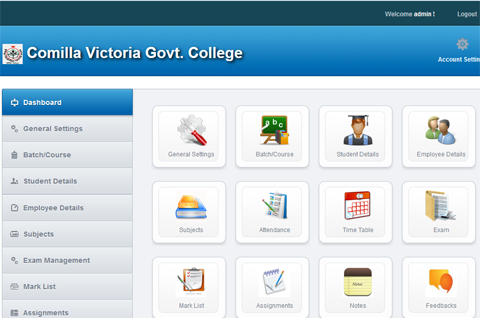 Welcome admin ! Logout
Comilla Victoria Govt. College
Account Settin
Dashboard
General Settings
Batch/Course
Student Details
Employee Details
Subjects
Exam Management
Mark List
Assignments
General Settings Batch/Course Student Details Employee Details
abc
Subjects Attendance Time Table Exam
Mark List Assignments Notes Feedbacks
Notes